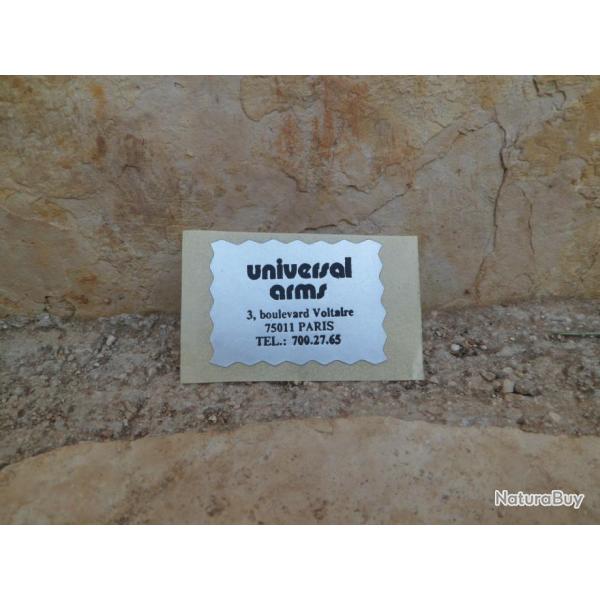 universal
arms
3, boulevard Voltaire
75011 PARIS
TEL.: 700.27.65
NaturaBuy